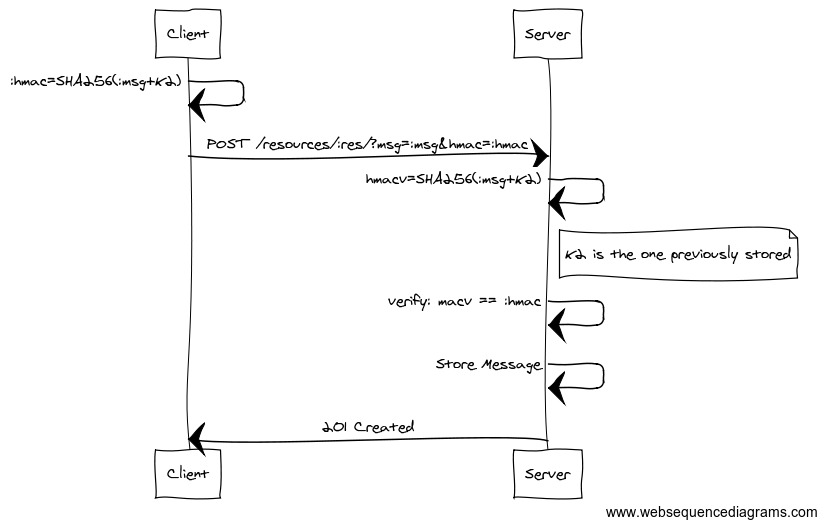 Client Server
:hmac=SHA256(:msg+K2)
POST /resources/:res/?msg=:msg&hmac=:hmac
hmacv=SHA256(:msg+K2)
K2 is the one previously stored
verify: macv == :hmac
Store Message
201 Created
Client Server
www.websequencediagrams.com